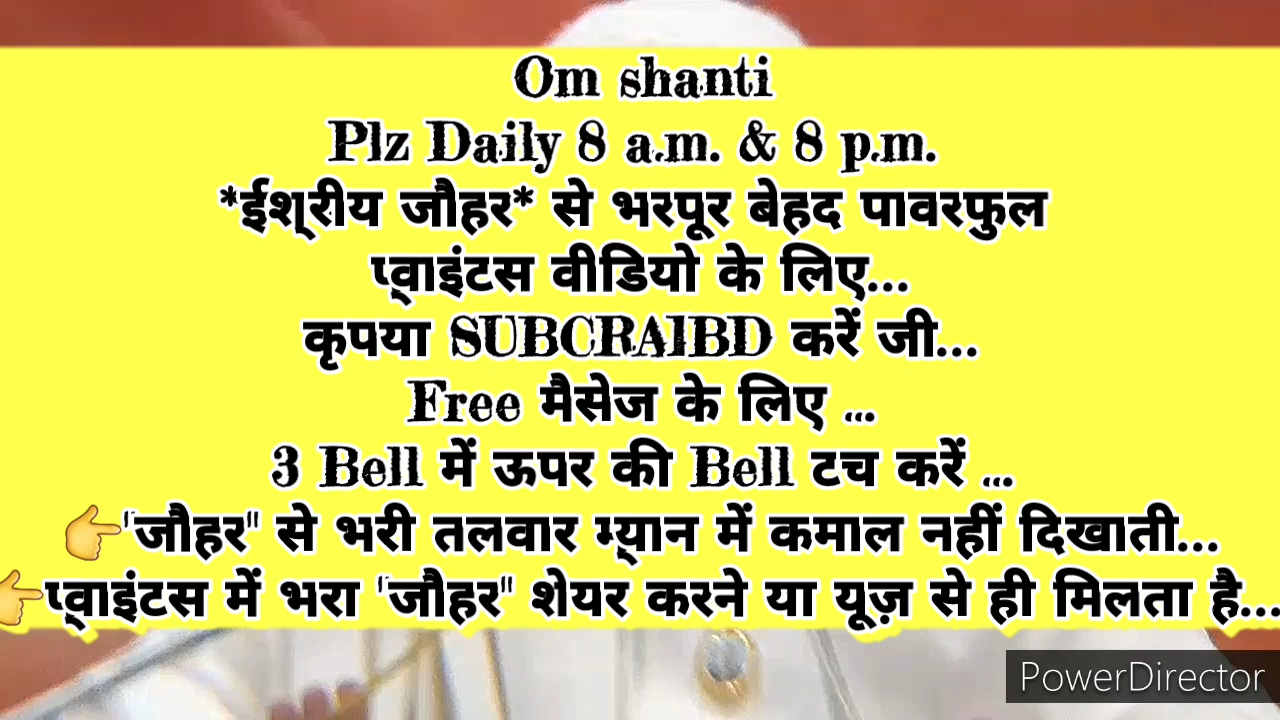 Om shanti
Plz Daily 8 a.m. & 8 p.m.
*ईश्रीय जौहर* से भरपूर बेहद पावरफुल
प्वाइंटस वीडियो के लिए...
कृपया SUBCRAIBD करें जी...
Free मैसेज के लिए ...
3 Bell में ऊपर की Bell टच करें ...
👉"जौहर" से भरी तलवार म्यान में कमाल नहीं दिखाती...
👉प्वाइंटस में भरा "जौहर" शेयर करने या यूज़ से ही मिलता है...
PowerDirector